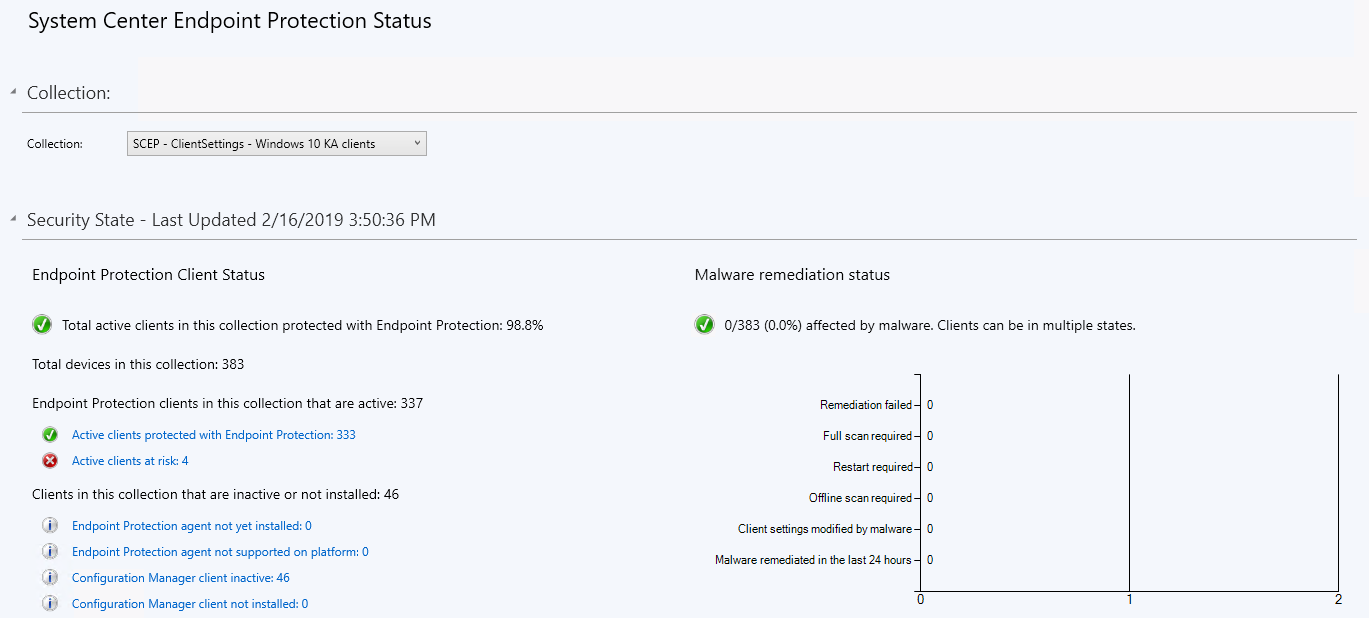 System Center Endpoint Protection Status
Collection:
Collection:
SCEP - ClientSettings - Windows 10 KA clients
Security State - Last Updated 2/16/2019 3:50:36 PM
Endpoint Protection Client Status
Total active clients in this collection protected with Endpoint Protection: 98.8%
Total devices in this collection: 383
Endpoint Protection clients in this collection that are active: 337
Active clients protected with Endpoint Protection: 333
Active clients at risk: 4
Clients in this collection that are inactive or not installed: 46
Endpoint Protection agent not yet installed: 0
Endpoint Protection agent not supported on platform: 0
Configuration Manager client inactive: 46
Configuration Manager client not installed: 0
Malware remediation status
0/383 (0.0%) affected by malware. Clients can be in multiple states.
Remediation failed 0
Full scan required 0
Restart required 0
Offline scan required 0
Client settings modified by malware 0
Malware remediated in the last 24 hours 0
0 1 2